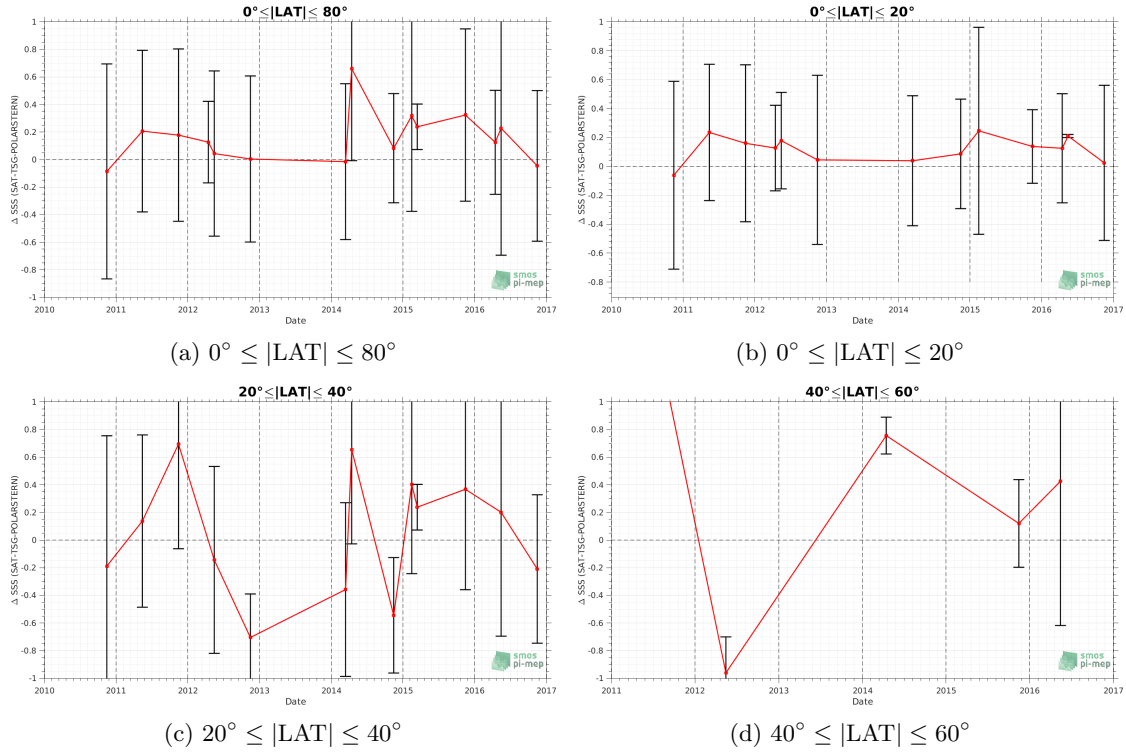 0°≤|LAT|≤ 80°
Δ SSS (SAT-TSG-POLARSTERN)
1
0.8
0.6
0.4
0.2
0
-0.2
-0.4
-0.6
-0.8
-1
2010 2011 2012 2013 2014 2015 2016 2017
Date
smos
pi-mep
(a) 0° ≤ |LAT| ≤ 80°
0°≤|LAT|≤ 20°
Δ SSS (SAT-TSG-POLARSTERN)
1
0.8
0.6
0.4
0.2
0
-0.2
-0.4
-0.6
-0.8
2010 2011 2012 2013 2014 2015 2016 2017
Date
smos
pi-mep
(b) 0° ≤ |LAT| ≤ 20°
20°≤|LAT|≤ 40°
Δ SSS (SAT-TSG-POLARSTERN)
1
0.8
0.6
0.4
0.2
0
-0.2
-0.4
-0.6
-0.8
-1
2010 2011 2012 2013 2014 2015 2016 2017
Date
smos
pi-mep
(c) 20° ≤ |LAT| ≤ 40°
40°≤|LAT|≤ 60°
Δ SSS (SAT-TSG-POLARSTERN)
1
0.8
0.6
0.4
0.2
0
-0.2
-0.4
-0.6
-0.8
-1
2011 2012 2013 2014 2015 2016 2017
Date
smos
pi-mep
(d) 40° ≤ |LAT| ≤ 60°